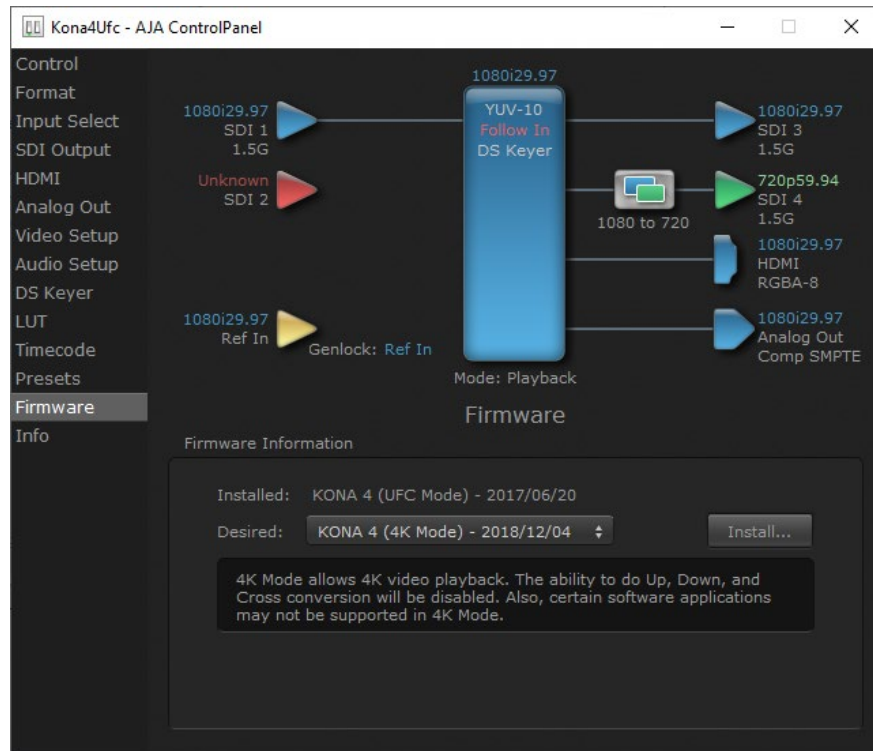 Kona4Ufc - AJA ControlPanel
Control
Format
Input Select
SDI Output
HDMI
Analog Out
Video Setup
Audio Setup
DS Keyer
LUT
Timecode
Presets
Firmware
Info
1080i29.97
SDI 1
1.5G
Unknown
SDI 2
1080i29.97
Ref In
Genlock: Ref In
1080i29.97
YUV-10
Follow In
DS Keyer
Mode: Playback
1080 to 720
1080i29.97
SDI 3
1.5G
720p59.94
SDI 4
1.5G
1080i29.97
HDMI
RGBA-8
1080i29.97
Analog Out
Comp SMPTE
Firmware
Firmware Information
Installed: KONA 4 (UFC Mode) - 2017/06/20
Desired: KONA 4 (4K Mode) - 2018/12/04
Install...
4K Mode allows 4K video playback. The ability to do Up, Down, and
Cross conversion will be disabled. Also, certain software applications
may not be supported in 4K Mode.